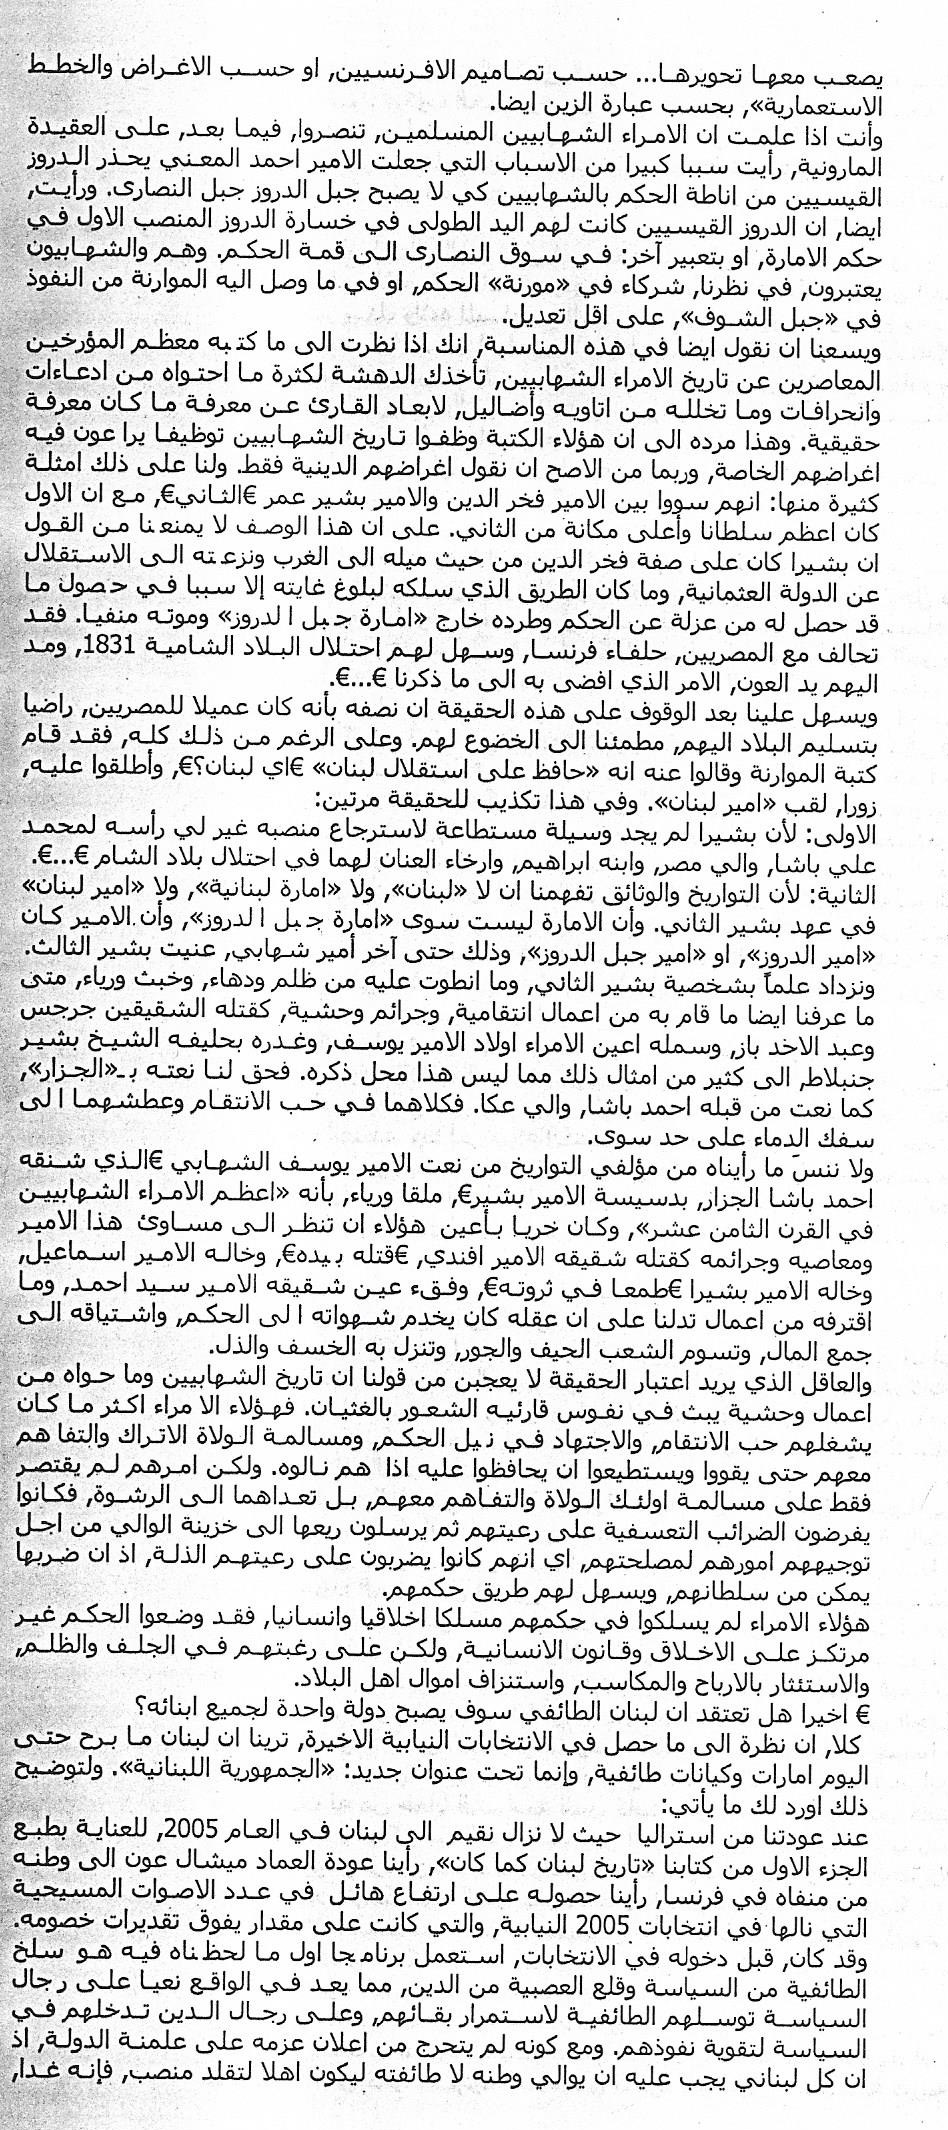 يصعب معها تحويرها... حسب تصاميم الافرنسيين, او حسب الاغراض والخطط
الاستعمارية», بحسب عبارة الزين ايضا.
وأنت اذا علمت ان الامراء الشهابيين المسلمين, تنصروا, فيما بعد, على العقيدة
المارونية, رأيت سببا كبيرا من الاسباب التي جعلت الامير احمد المعني يحذر الدروز
القيسيين من اناطة الحكم بالشهابيين كي لا يصبح جبل الدروز جبل النصارى. ورأيت,
ايضا, ان الدروز القيسيين كانت لهم اليد الطولى في خسارة الدروز المنصب الاول في
حكم الامارة, او بتعبير آخر: في سوق النصارى الى قمة الحكم. وهم والشهابيون
يعتبرون, في نظرنا, شركاء في «مورنة» الحكم, او في ما وصل اليه الموارنة من النفوذ
في «جبل الشوف», على اقل تعديل.
ويسعنا ان نقول ايضا في هذه المناسبة, انك اذا نظرت الى ما كتبه معظم المؤرخين
المعاصرين عن تاريخ الامراء الشهابيين, تأخذك الدهشة لكثرة ما احتواه من ادعاءات
وانحرافات وما تخلله من اتاويه وأضاليل, لابعاد القارئ عن معرفة ما كان معرفة
حقيقية. وهذا مرده الى ان هؤلاء الكتبة وظفوا تاريخ الشهابيين توظيفا يراعون فيه
اغراضهم الخاصة, وربما من الاصح ان نقول اغراضهم الدينية فقط. ولنا على ذلك امثلة
كثيرة منها: انهم سووا بين الامير فخر الدين والامير بشير عمر €الثاني€, مع ان الاول
كان اعظم سلطانا وأعلى مكانة من الثاني. على ان هذا الوصف لا يمنعنا من القول
ان بشيرا كان على صفة فخر الدين من حيث ميله الى الغرب ونزعته الى الاستقلال
عن الدولة العثمانية, وما كان الطريق الذي سلكه لبلوغ غايته إلا سببا في حصول ما
قد حصل له من عزلة عن الحكم وطرده خارج «امارة جبل ا لدروز» وموته منفيا. فقد
تحالف مع المصريين, حلفاء فرنسا, وسهل لهم احتلال البلاد الشامية 1831, ومد
اليهم يد العون, الامر الذي افضى به الى ما ذكرنا €...€.
ويسهل علينا بعد الوقوف على هذه الحقيقة ان نصفه بأنه كان عميلا للمصريين, راضيا
بتسليم البلاد اليهم, مطمئنا الى الخضوع لهم. وعلى الرغم من ذلك كله, فقد قام
كتبة الموارنة وقالوا عنه انه «حافظ على استقلال لبنان» €اي لبنان؟€, وأطلقوا عليه,
زورا, لقب «امير لبنان». وفي هذا تكذيب للحقيقة مرتين:
الاولى: لأن بشيرا لم يجد وسيلة مستطاعة لاسترجاع منصبه غير لي رأسه لمحمد
علي باشا, والي مصر, وابنه ابراهيم, وارخاء العنان لهما في احتلال بلاد الشام €...€.
الثانية: لأن التواريخ والوثائق تفهمنا ان لا «لبنان», ولا «امارة لبنانية», ولا «امير لبنان»
في عهد بشير الثاني. وأن الامارة ليست سوى «امارة جبل ا لدروز», وأن الامير كان
«امير الدروز», او «امير جبل الدروز», وذلك حتى آخر أمير شهابي, عنيت بشير الثالث.
ونزداد علماً بشخصية بشير الثاني, وما انطوت عليه من ظلم ودهاء, وخبث ورياء, متى
ما عرفنا ايضا ما قام به من اعمال انتقامية, وجرائم وحشية, كقتله الشقيقين جرجس
وعبد الاخد باز, وسمله اعين الامراء اولاد الامير يوسف, وغدره بحليفه الشيخ بشير
جنبلاط, الى كثير من امثال ذلك مما ليس هذا محل ذكره. فحق لنا نعته بـ«الجزار»,
كما نعت من قبله احمد باشا, والي عكا. فكلاهما في حب الانتقام وعطشهما ا لى
سفك الدماء على حد سوى.
ولا ننسَ ما رأيناه من مؤلفي التواريخ من نعت الامير يوسف الشهابي €الذي شنقه
احمد باشا الجزار, بدسيسة الامير بشير€, ملقا ورياء, بأنه «اعظم الامراء الشهابيين
في القرن الثامن عشر», وكان خريا بأعين  هؤلاء ان تنظر الى مساوئ  هذا الامير
ومعاصيه وجرائمه كقتله شقيقه الامير افندي, €قتله بيده€, وخاله الامير اسماعيل,
وخاله الامير بشيرا €طمعا في ثروته€, وفقء عين شقيقه الامير سيد احمد, وما
اقترفه من اعمال تدلنا على ان عقله كان يخدم شهواته ا لى الحكم, واشتياقه الى
جمع المال, وتسوم الشعب الحيف والجور, وتنزل به الخسف والذل.
والعاقل الذي يريد اعتبار الحقيقة لا يعجبن من قولنا ان تاريخ الشهابيين وما حواه من
اعمال وحشية يبث في نفوس قارئيه الشعور بالغثيان. فهؤلاء الا مراء اكثر ما كان
يشغلهم حب الانتقام, والاجتهاد في نيل الحكم, ومسالمة الولاة الاتراك والتفا هم
معهم حتى يقووا ويستطيعوا ان يحافظوا عليه اذا  هم نالوه. ولكن امرهم لم يقتصر
فقط على مسالمة اولئك الولاة والتفاهم معهم, بل تعداهما الى الرشوة, فكانوا
يفرضون الضرائب التعسفية على رعيتهم ثم يرسلون ريعها الى خزينة الوالي من اجل
توجيههم امورهم لمصلحتهم, اي انهم كانوا يضربون على رعيتهم الذلة, اذ ان ضربها
يمكن من سلطانهم, ويسهل لهم طريق حكمهم.
هؤلاء الامراء لم يسلكوا في حكمهم مسلكا اخلاقيا وانسانيا, فقد وضعوا الحكم غير
مرتكز على الاخلاق وقانون الانسانية, ولكن على رغبتهم في الجلف والظلم,
والاستئثار بالارباح والمكاسب, واستنزاف اموال اهل البلاد.
€ اخيرا هل تعتقد ان لبنان الطائفي سوف يصبح دولة واحدة لجميع ابنائه؟
كلا, ان نظرة الى ما حصل في الانتخابات النيابية الاخيرة, ترينا ان لبنان ما برح حتى
اليوم امارات وكيانات طائفية, وإنما تحت عنوان جديد: «الجمهورية اللبنانية». ولتوضيح
ذلك اورد لك ما يأتي:
عند عودتنا من استراليا  حيث لا نزال نقيم  الى لبنان في العام 2005, للعناية بطبع
الجزء الاول من كتابنا «تاريخ لبنان كما كان», رأينا عودة العماد ميشال عون الى وطنه
من منفاه في فرنسا, رأينا حصوله على ارتفاع هائل  في عدد الاصوات المسيحية
التي نالها في انتخابات 2005 النيابية, والتي كانت على مقدار يفوق تقديرات خصومه.
وقد كان, قبل دخوله في الانتخابات, استعمل برنامجا اول ما لحظناه فيه هو سلخ
الطائفية من السياسة وقلع العصبية من الدين, مما يعد في الواقع نعيا على رجال
السياسة توسلهم الطائفية لاستمرار بقائهم, وعلى رجال الدين تدخلهم في
السياسة لتقوية نفوذهم. ومع كونه لم يتحرج من اعلان عزمه على علمنة الدولة, اذ
ان كل لبناني يجب عليه ان يوالي وطنه لا طائفته ليكون اهلا لتقلد منصب, فإنه غدا,